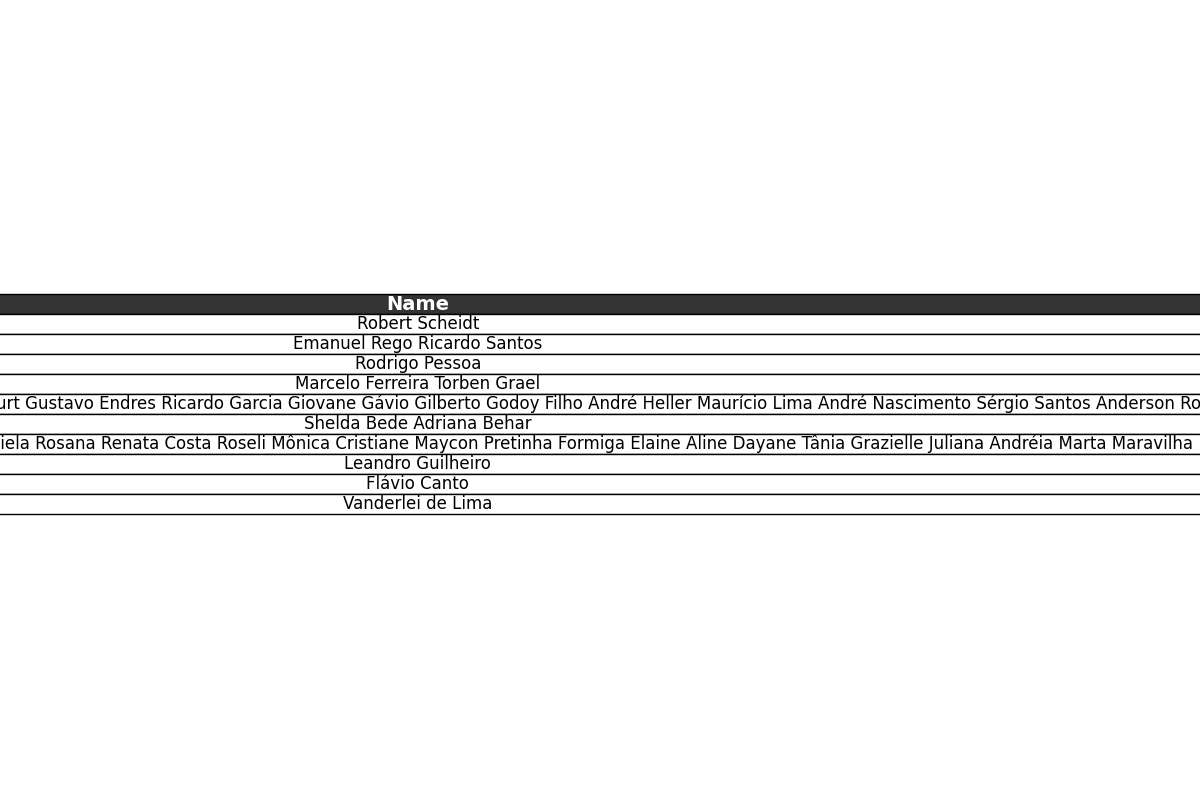 Name
Robert Scheidt
Emanuel Rego Ricardo Santos
Rodrigo Pessoa
Marcelo Ferreira Torben Grael
Gustavo Endres Ricardo Garcia Giovane Gávio Gilberto Godoy Filho André Heller Maurício Lima André Nascimento Sérgio Santos Anderson
Shelda Bede Adriana Behar
Rosana Renata Costa Roseli Mônica Cristiane Maycon Pretinha Formiga Elaine Aline Dayane Tânia Grazielle Juliana Andréia Marta Maravilha
Leandro Guilheiro
Flávio Canto
Vanderlei de Lima